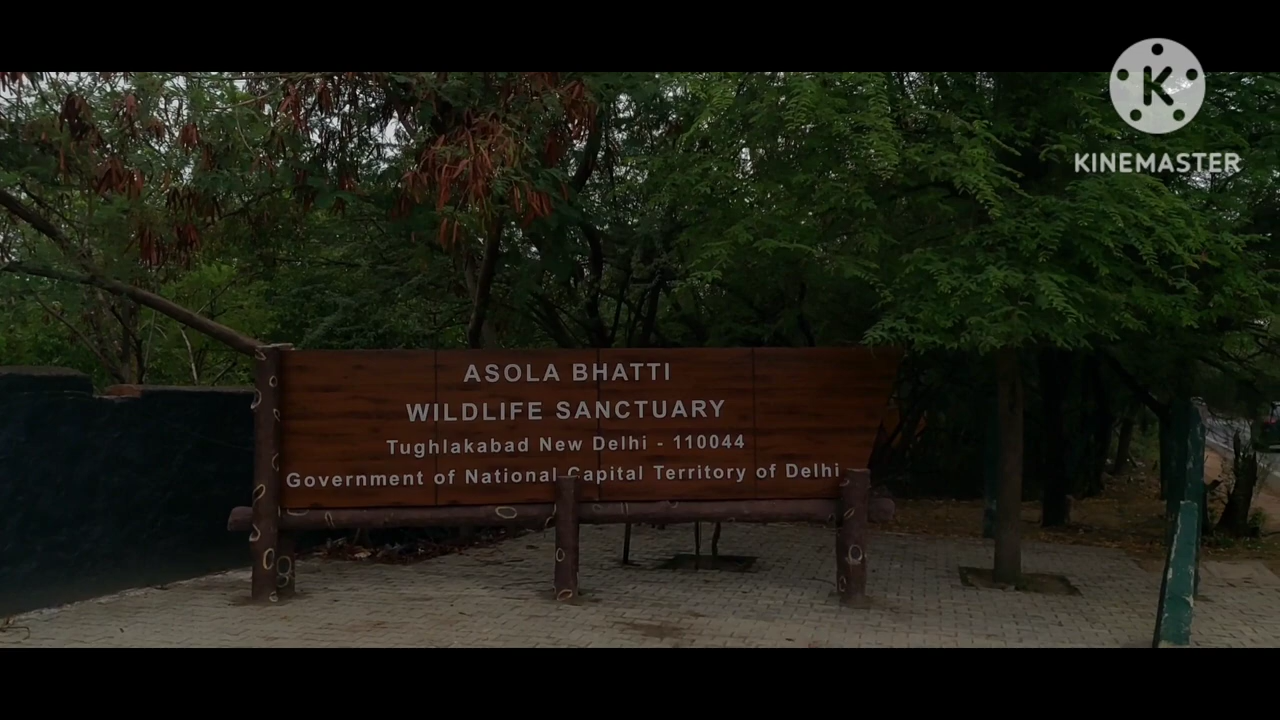 K
KINEMASTER
ASOLA BHATTI
WILDLIFE SANCTUARY
Tughlakabad New Delhi - 110044
Government of National Capital Territory of Delhi